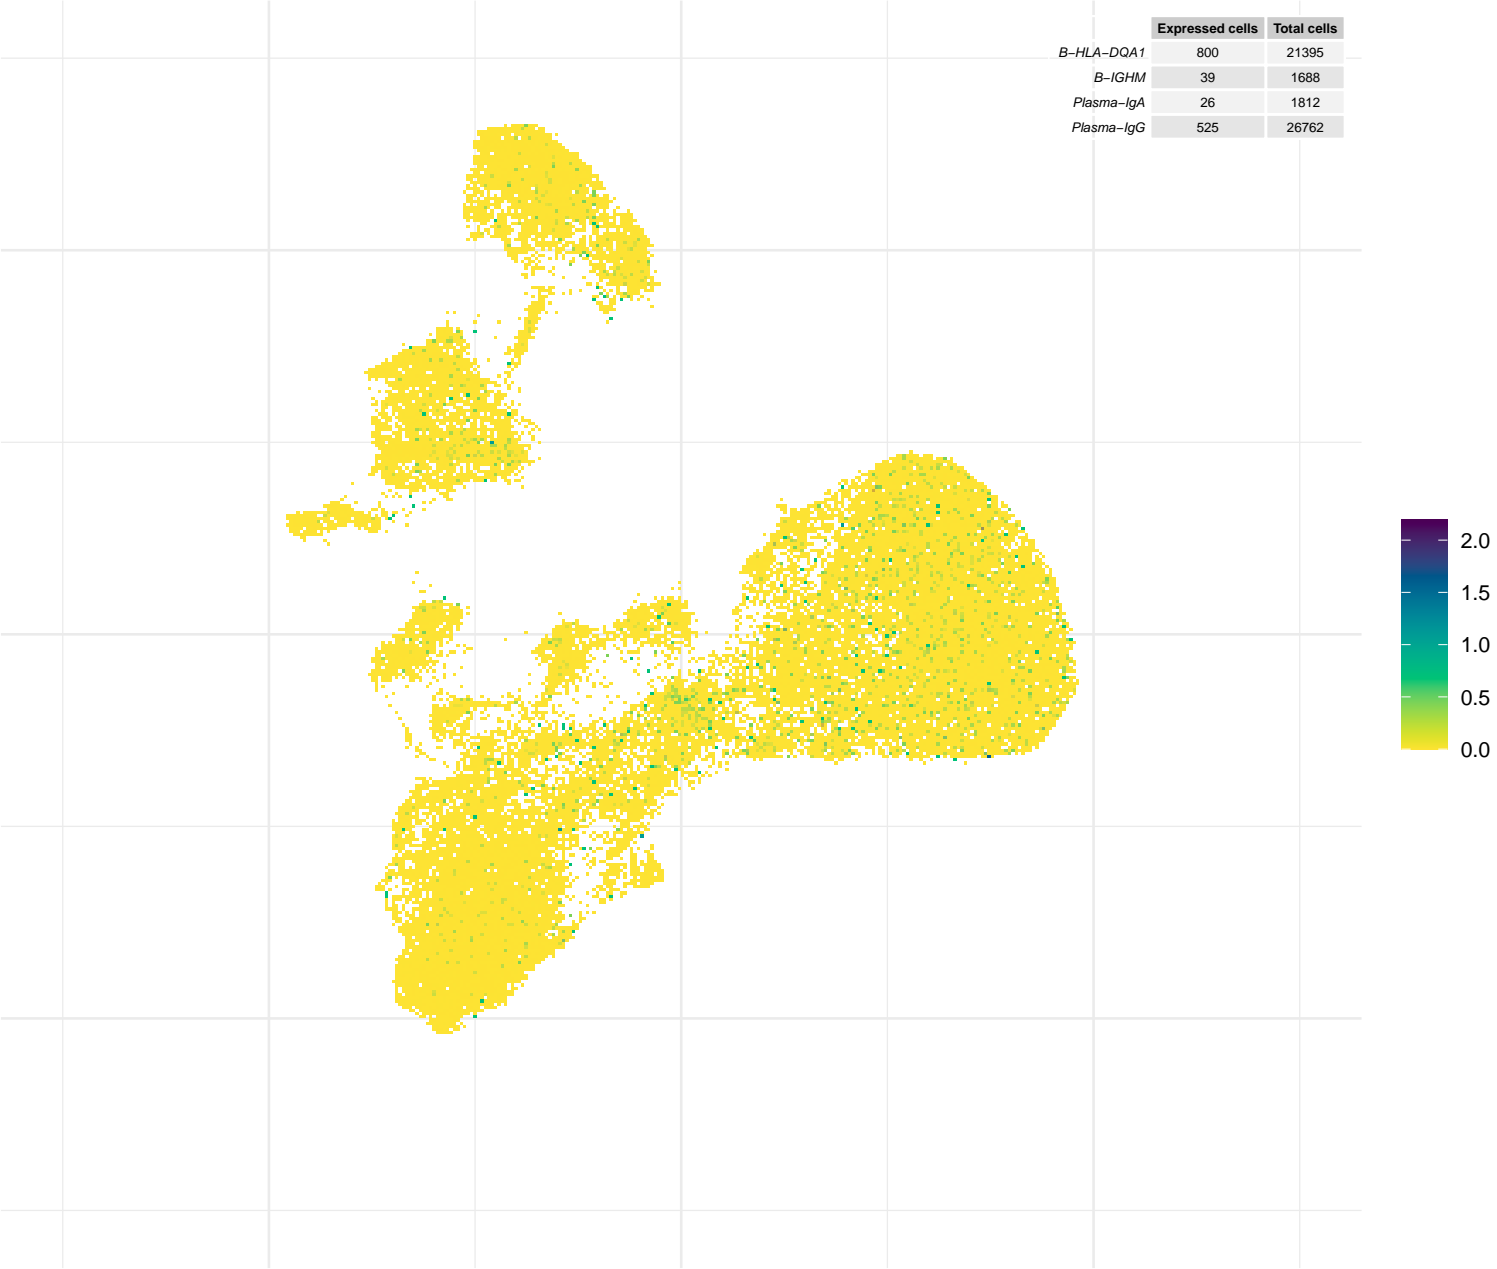 Expressed cells Total cells
B−HLA−DQA1 800 21395
B−IGHM 39 1688
Plasma−IgA 26 1812
Plasma−IgG 525 26762
2.0
1.5
1.0
0.5
0.0